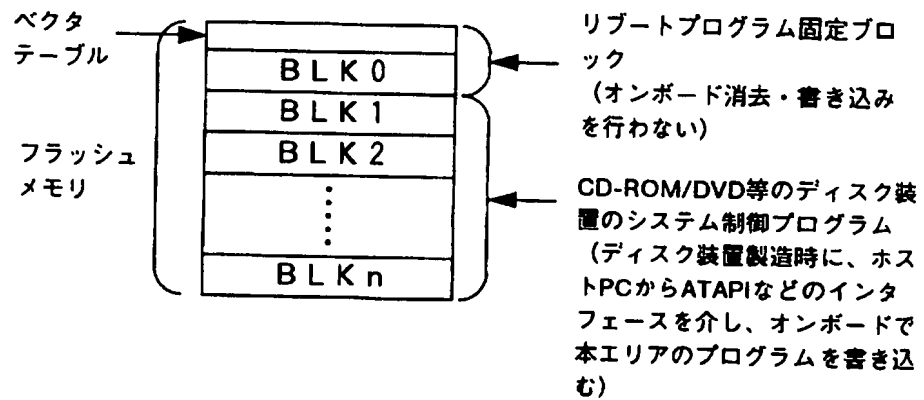 ベクタ
テーブル
フラッシュ
メモリ
BLK0
BLK1
BLK2
BLKn
リブートプログラム固定ブロ
ック
(オンボード消去・書き込み
を行わない)
CD-ROM/DVD等のディスク装
置のシステム制御プログラム
(ディスク装置製造時に、ホス
トPCからATAPIなどのインタ
フェースを介し、オンボードで
本エリアのプログラムを書き込
む)